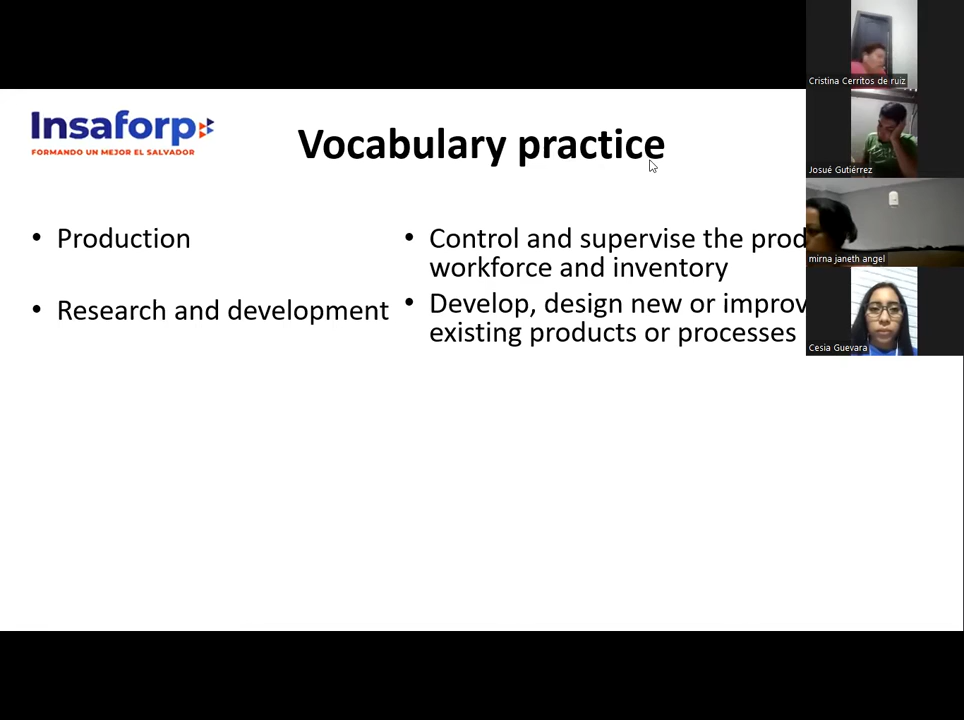 Insaforp
FORMANDO UN MEJOR EL SALVADOR
Vocabulary practice
• Production
• Research and development
• Control and supervise the
workforce and inventory
• Develop, design new or
existing products or processes
Cristina Cerritos de ruiz
Josué Gutiérrez
mirna janeth angel
Cesia Guevara